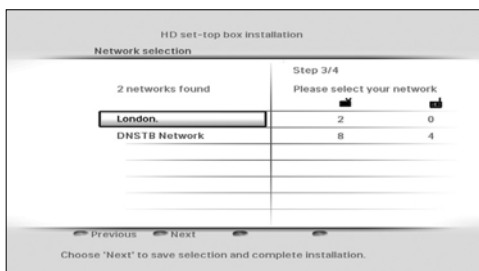 HD set-top box installation
Network selection
Step 3/4
2 networks found Please select your network
London. 2 0
DNSTB Network 8 4
Previous Next
Choose 'Next' to save selection and complete installation.